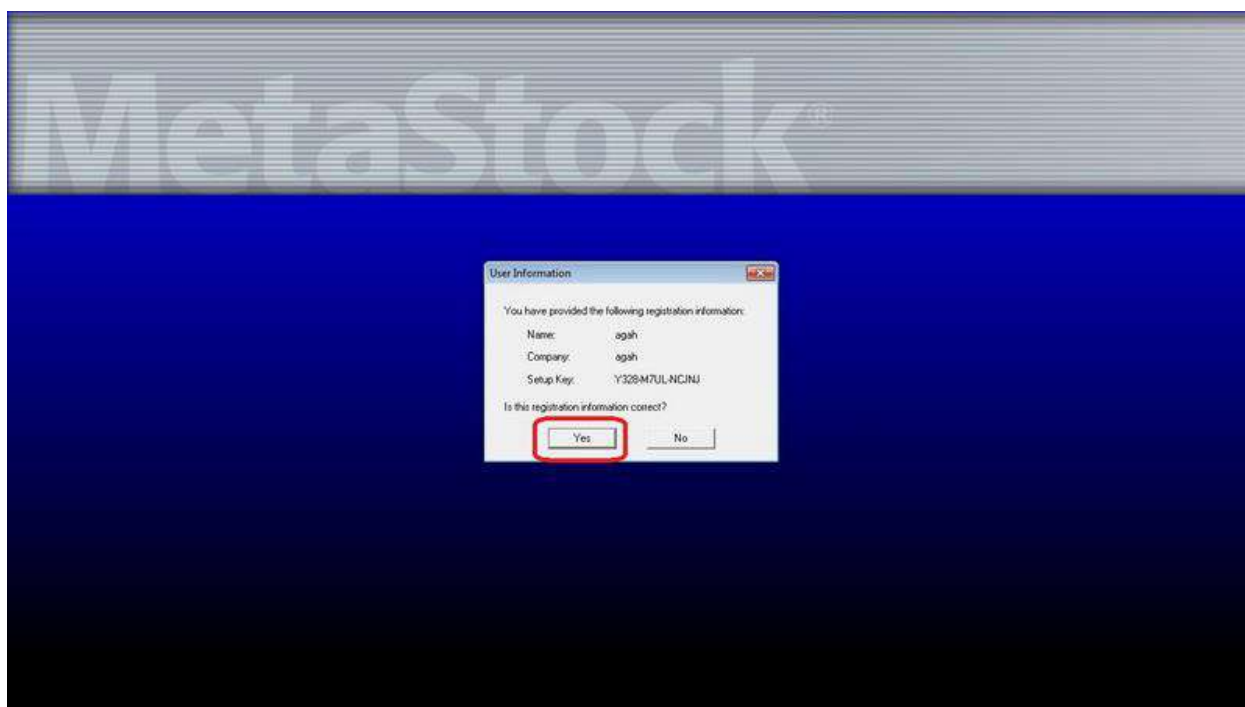 MetaStock®
User Information
You have provided the following registration information:
Name: agah
Company: agah
Setup Key: Y328-M7UL-NCJNJ
Is this registration information correct?
Yes No